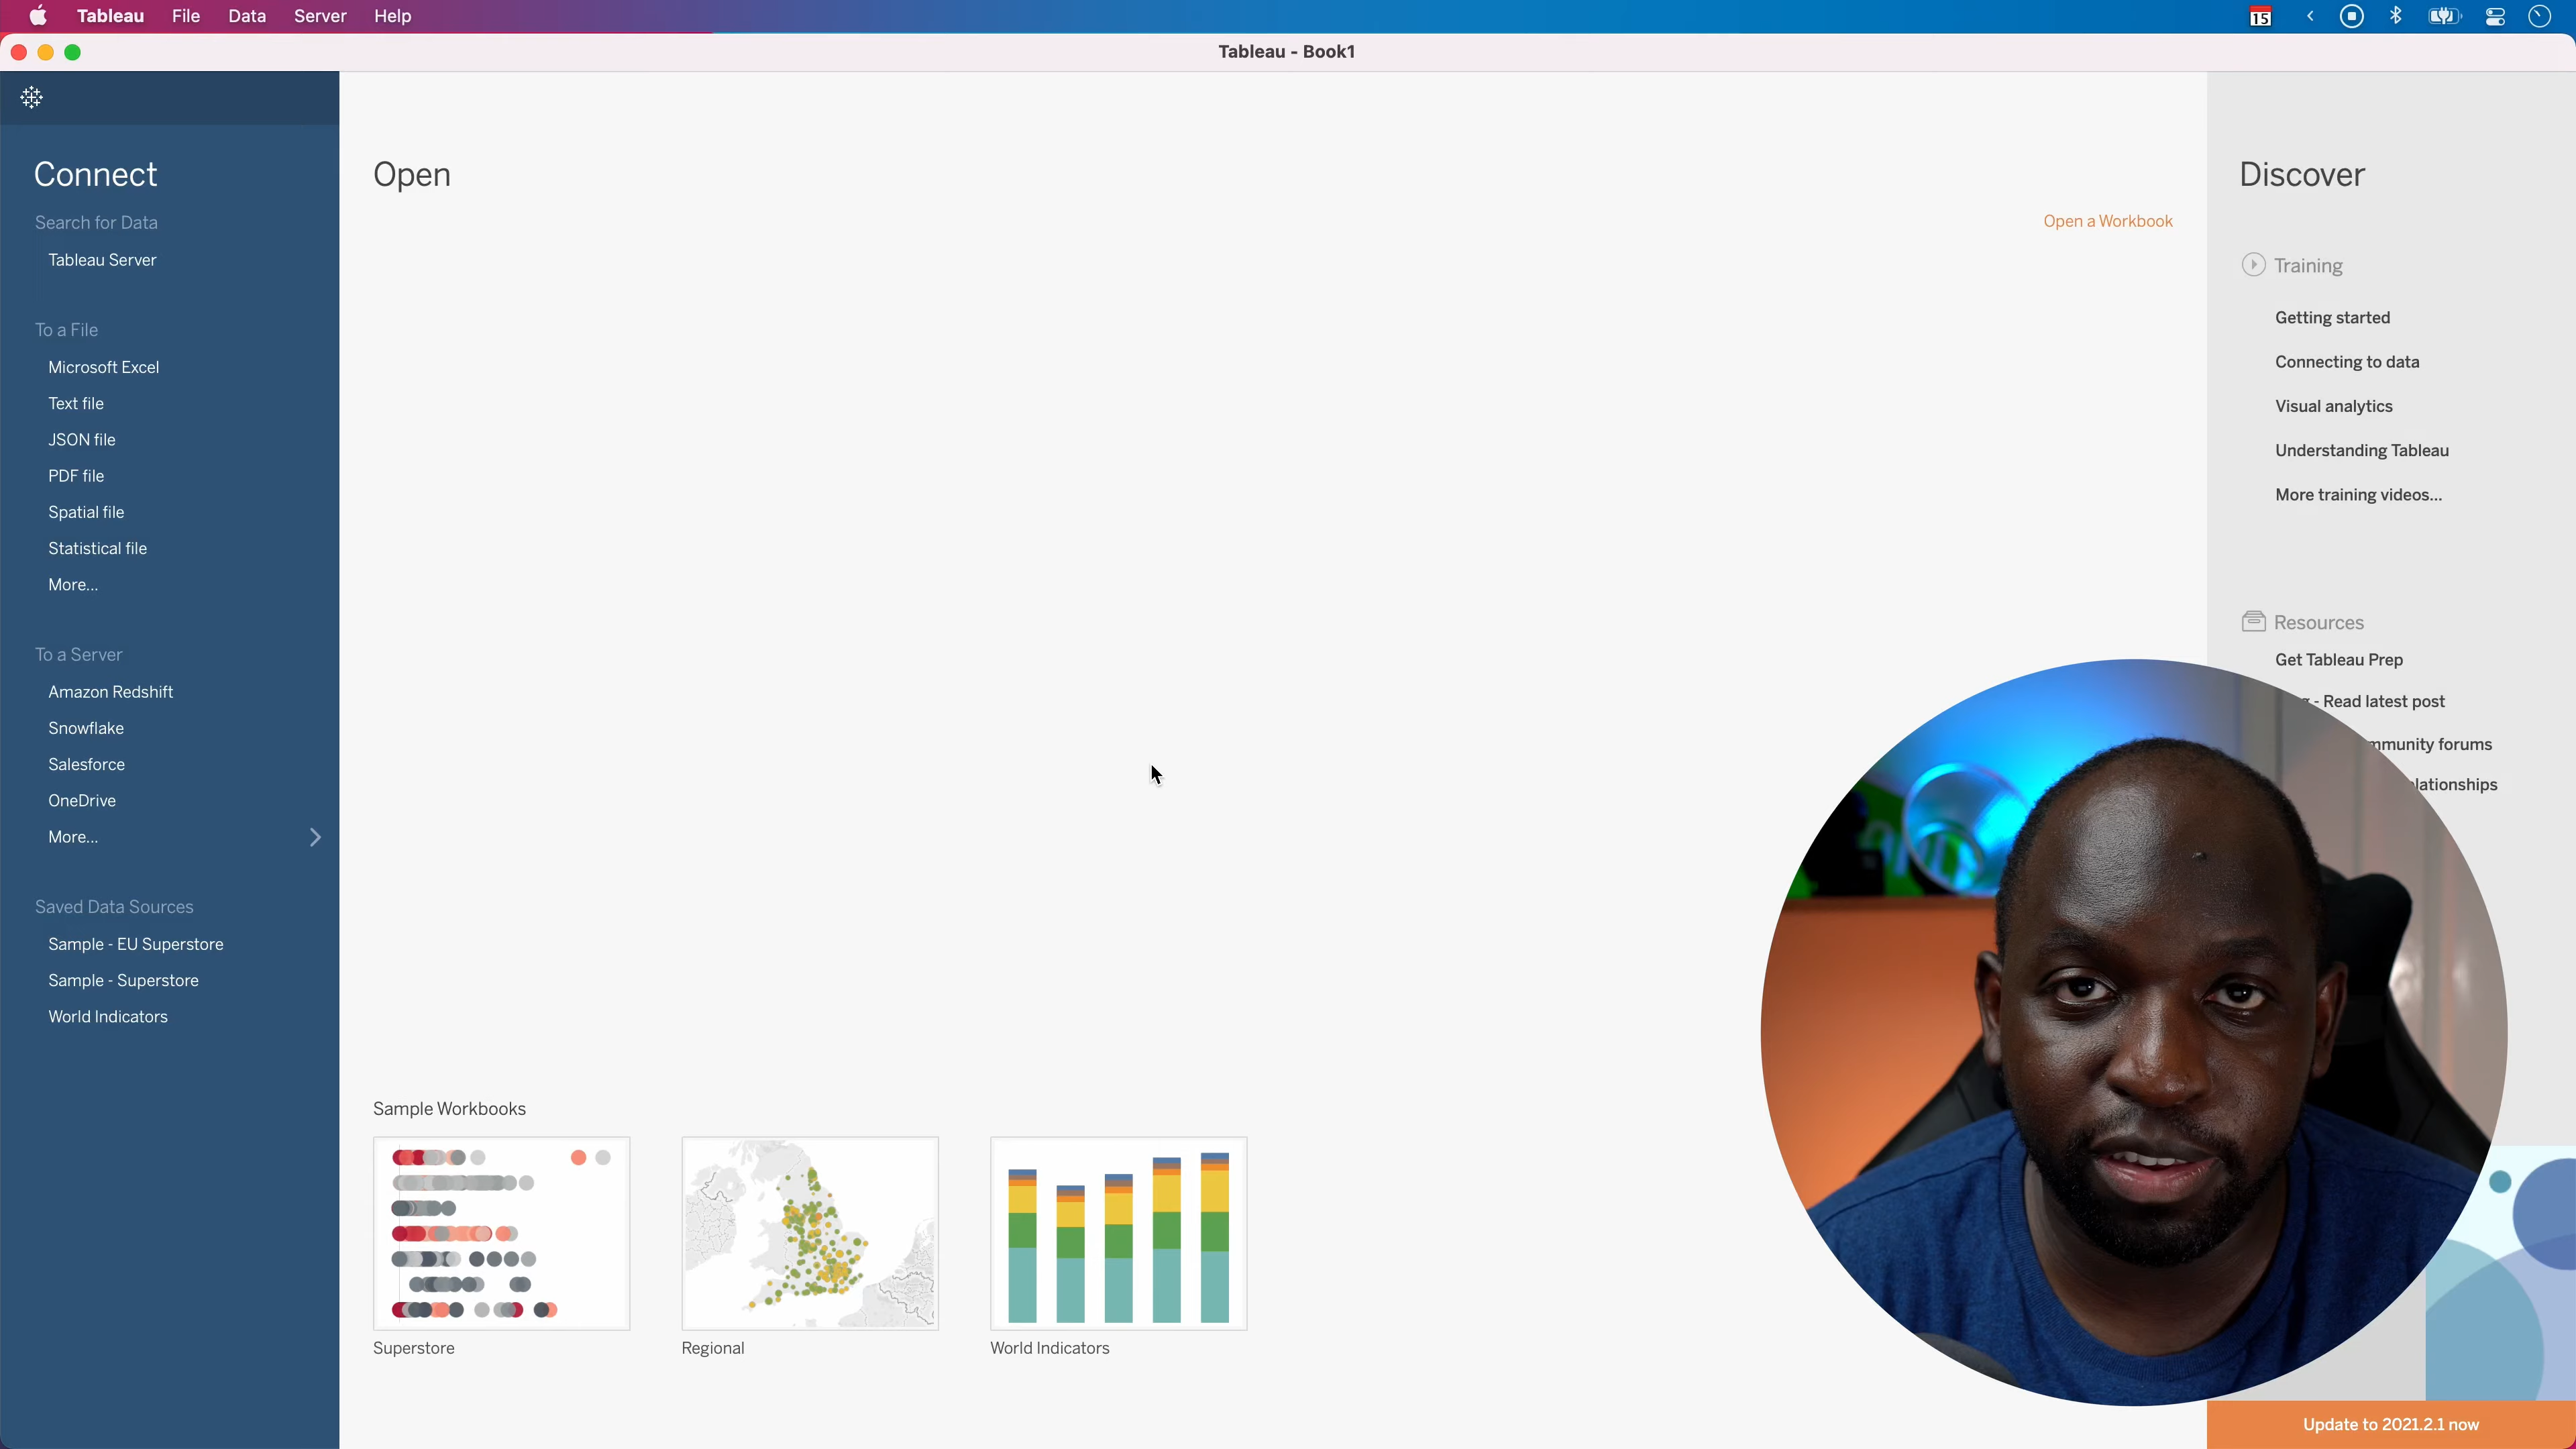 Tableau File Data Server Help
15
Tableau - Book1
Connect
Search for Data
Tableau Server
To a File
Microsoft Excel
Text file
JSON file
PDF file
Spatial file
Statistical file
More...
To a Server
Amazon Redshift
Snowflake
Salesforce
OneDrive
More...
Saved Data Sources
Sample - EU Superstore
Sample - Superstore
World Indicators
Open
Open a Workbook
Sample Workbooks
Superstore
Regional
World Indicators
Discover
Training
Getting started
Connecting to data
Visual analytics
Understanding Tableau
More training videos...
Resources
Get Tableau Prep
- Read latest post
forums
Update to 2021.2.1 now